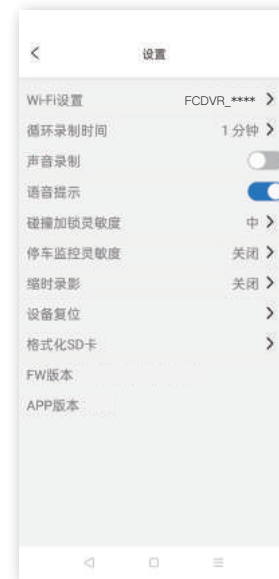 设置
Wi-Fi设置 FCDVR_****
循环录制时间 1分钟
声音录制
语音提示
碰撞加锁灵敏度 中
停车监控灵敏度 关闭
缩时录影 关闭
设备复位
格式化SD卡
FW版本
APP版本